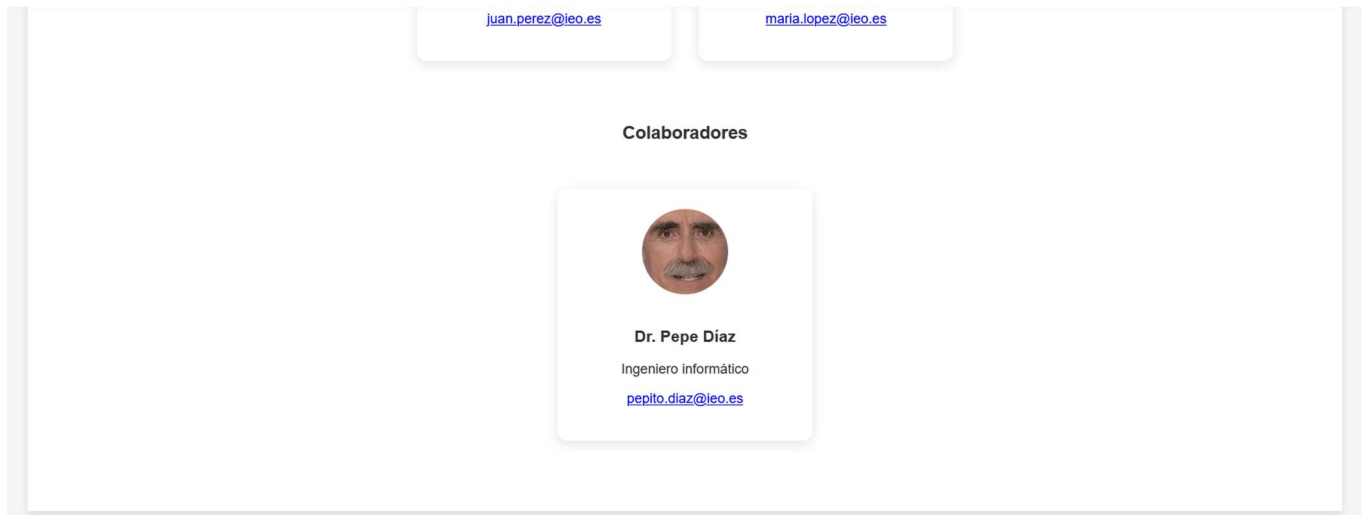 juan.perez@ieo.es
maria.lopez@ieo.es
Colaboradores
Dr. Pepe Díaz
Ingeniero informático
pepito.diaz@ieo.es